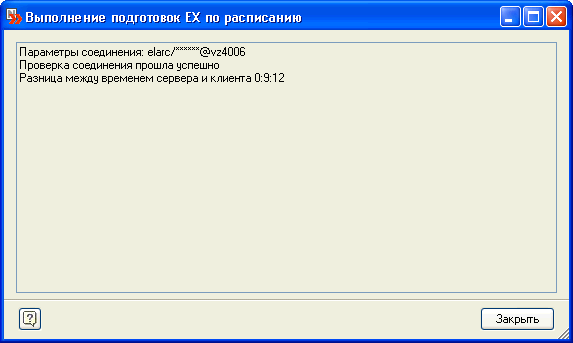 Выполнение подготовок EX по расписанию
Параметры соединения: elarc/******@vz4006
Проверка соединения прошла успешно
Разница между временем сервера и клиента 0:9:12
?
Закрыть